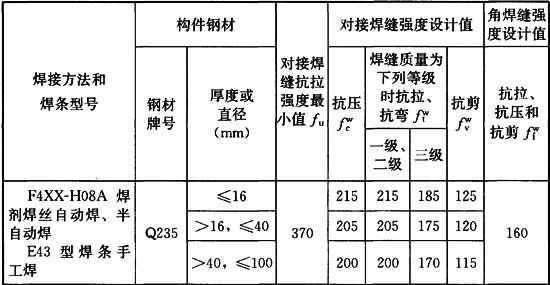 焊接方法和
焊条型号
构件钢材
钢材
牌号
厚度或
直径
(mm)
对接焊
缝抗拉
强度最
小值 fu
对接焊缝强度设计值
抗压
fcw
焊缝质量为
下列等级
时抗拉、
抗弯 ftw
一级、
二级
三级
抗剪
fvw
角焊缝强
度设计值
抗拉、
抗压和
抗剪 ffw
F4XX-H08A 焊
剂焊丝自动焊、半
自动焊
E43 型焊条手
工焊
Q235
≤16
370
215 215 185 125
160
>16, ≤40
205 205 175 120
>40, ≤100
200 200 170 115